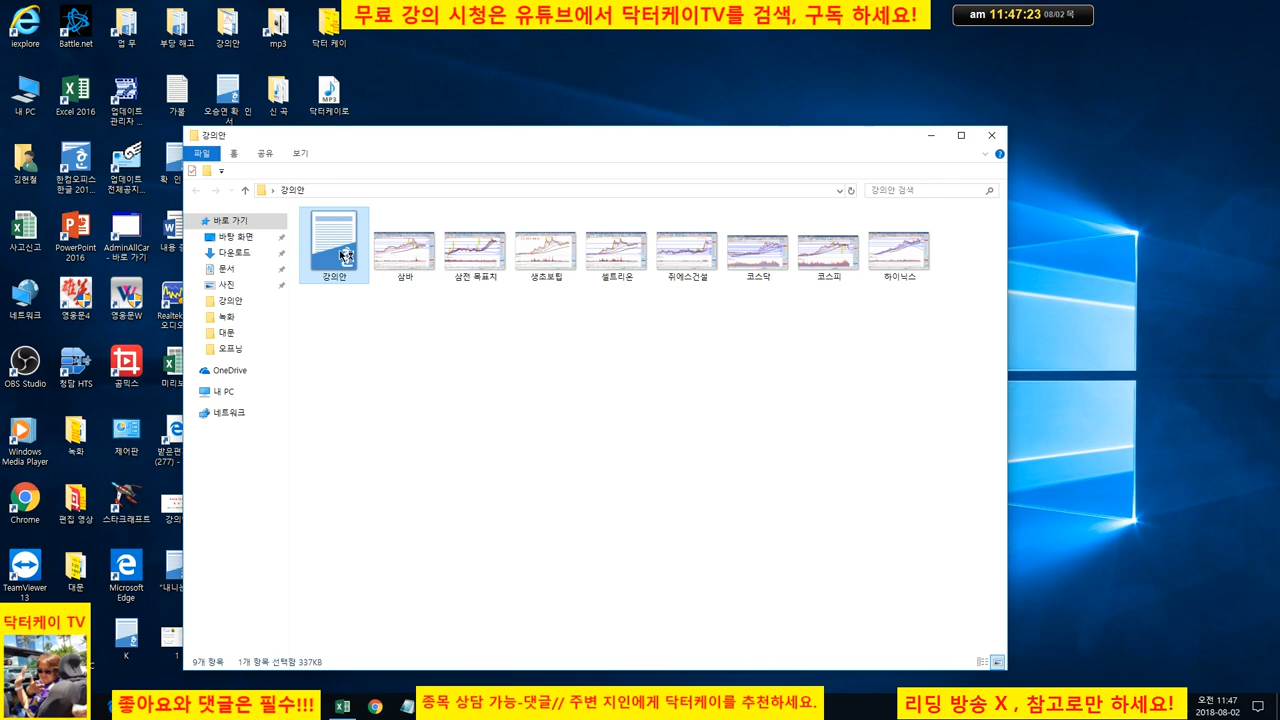 무료 강의 시청은 유튜브에서 닥터케이TV를 검색, 구독 하세요!
am 11:47:23 08/02 목
iexplore
Battle.net
업 무
부당 해고
강의안
mp3
닥터 케이
내 PC
Excel 2016
업데이트
관리자 ...
가불
오승연 확 인
서
신 곡
닥터케이로
김현철
한컴오피스
한글 201...
업데이트
전체공지...
확 인
사고신고
PowerPoint
2016
AdminAllCar
- 바로 가기
내용 증
네트워크
영웅문4
영웅문W
Realtek
오디오
OBS Studio
청담 HTS
곰믹스
미리보
Windows
Media Player
녹화
제어판
받은편
(277) -
Chrome
편집 영상
스타크래프트
강의
TeamViewer
13
대문
Microsoft
Edge
"내니는
K
1
강의안
파일
홈
공유
보기
강의안
강의안 검색
바로 가기
바탕 화면
다운로드
문서
사진
강의안
녹화
대문
오프닝
OneDrive
내 PC
네트워크
강의안
삼바
삼전 목표치
생초보팁
셀트리온
쥐에스건설
코스닥
코스피
하이닉스
9개 항목
1개 항목 선택함 337KB
닥터케이 TV
좋아요와 댓글은 필수!!!
종목 상담 가능-댓글// 주변 지인에게 닥터케이를 추천하세요.
리딩 방송 X , 참고로만 하세요!
오전 11:47
2018-08-02